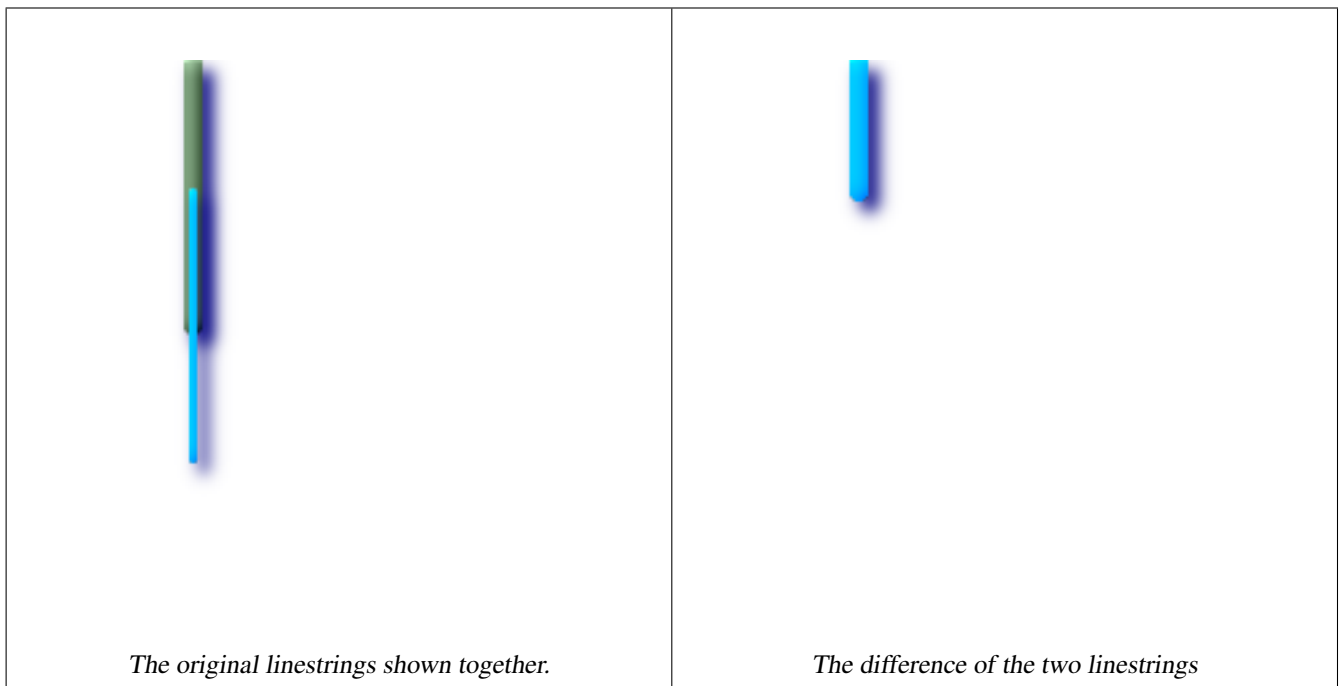 The original linestrings shown together.
The difference of the two linestrings